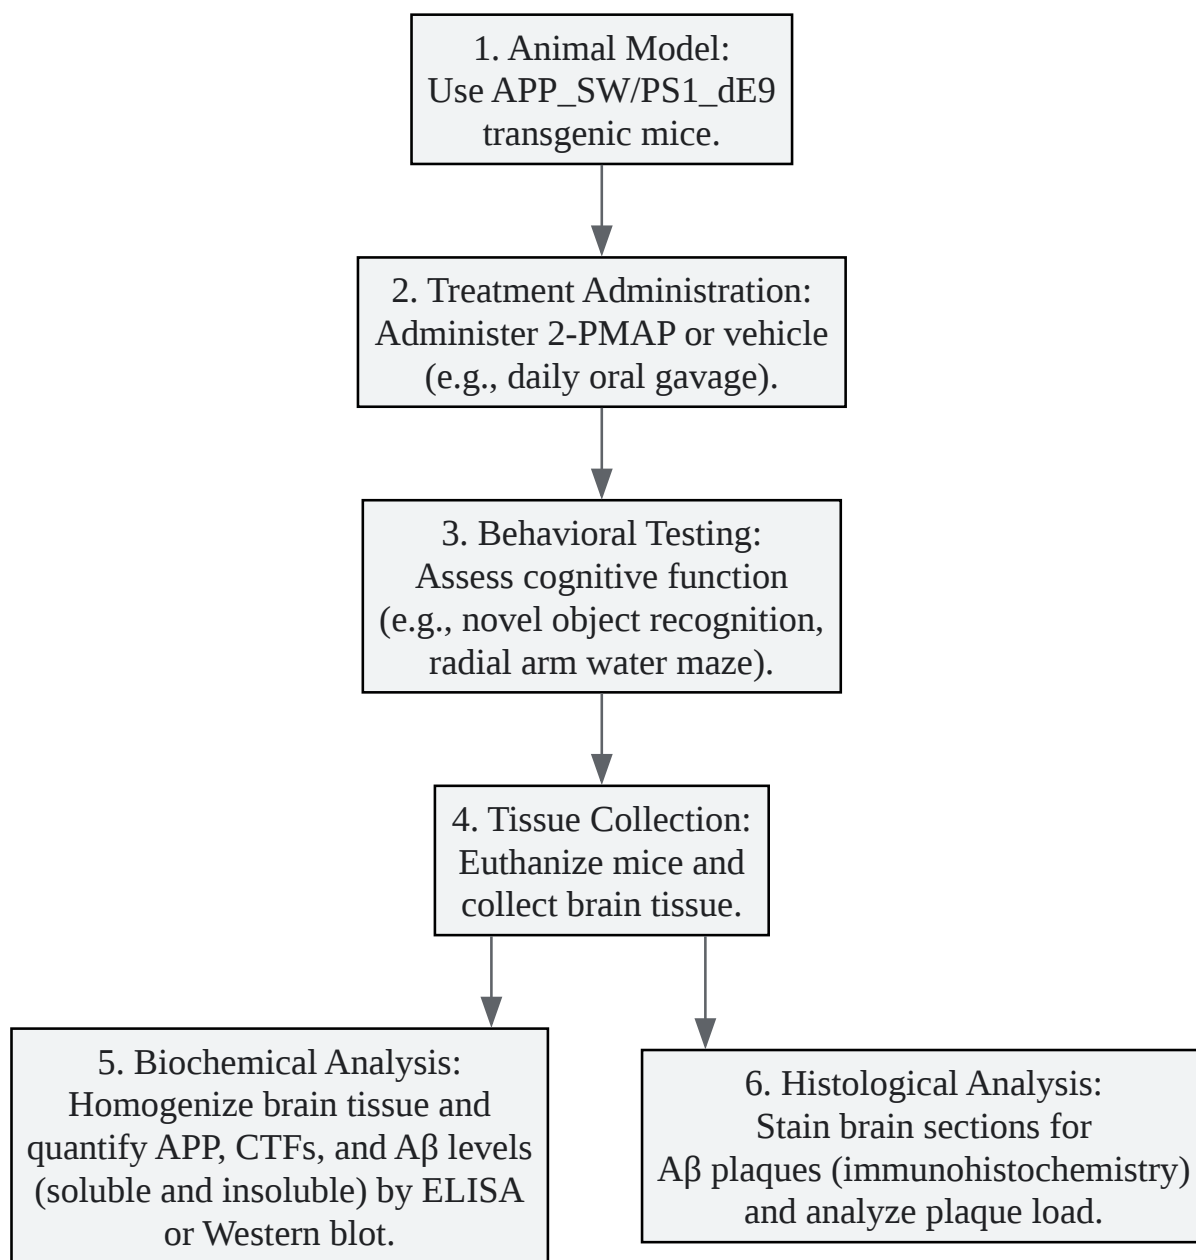 1. Animal Model:
Use APP_SW/PS1_dE9
transgenic mice.
2. Treatment Administration:
Administer 2-PMAP or vehicle
(e.g., daily oral gavage).
3. Behavioral Testing:
Assess cognitive function
(e.g., novel object recognition,
radial arm water maze).
4. Tissue Collection:
Euthanize mice and
collect brain tissue.
5. Biochemical Analysis:
Homogenize brain tissue and
quantify APP, CTFs, and Aβ levels
(soluble and insoluble) by ELISA
or Western blot.
6. Histological Analysis:
Stain brain sections for
Aβ plaques (immunohistochemistry)
and analyze plaque load.